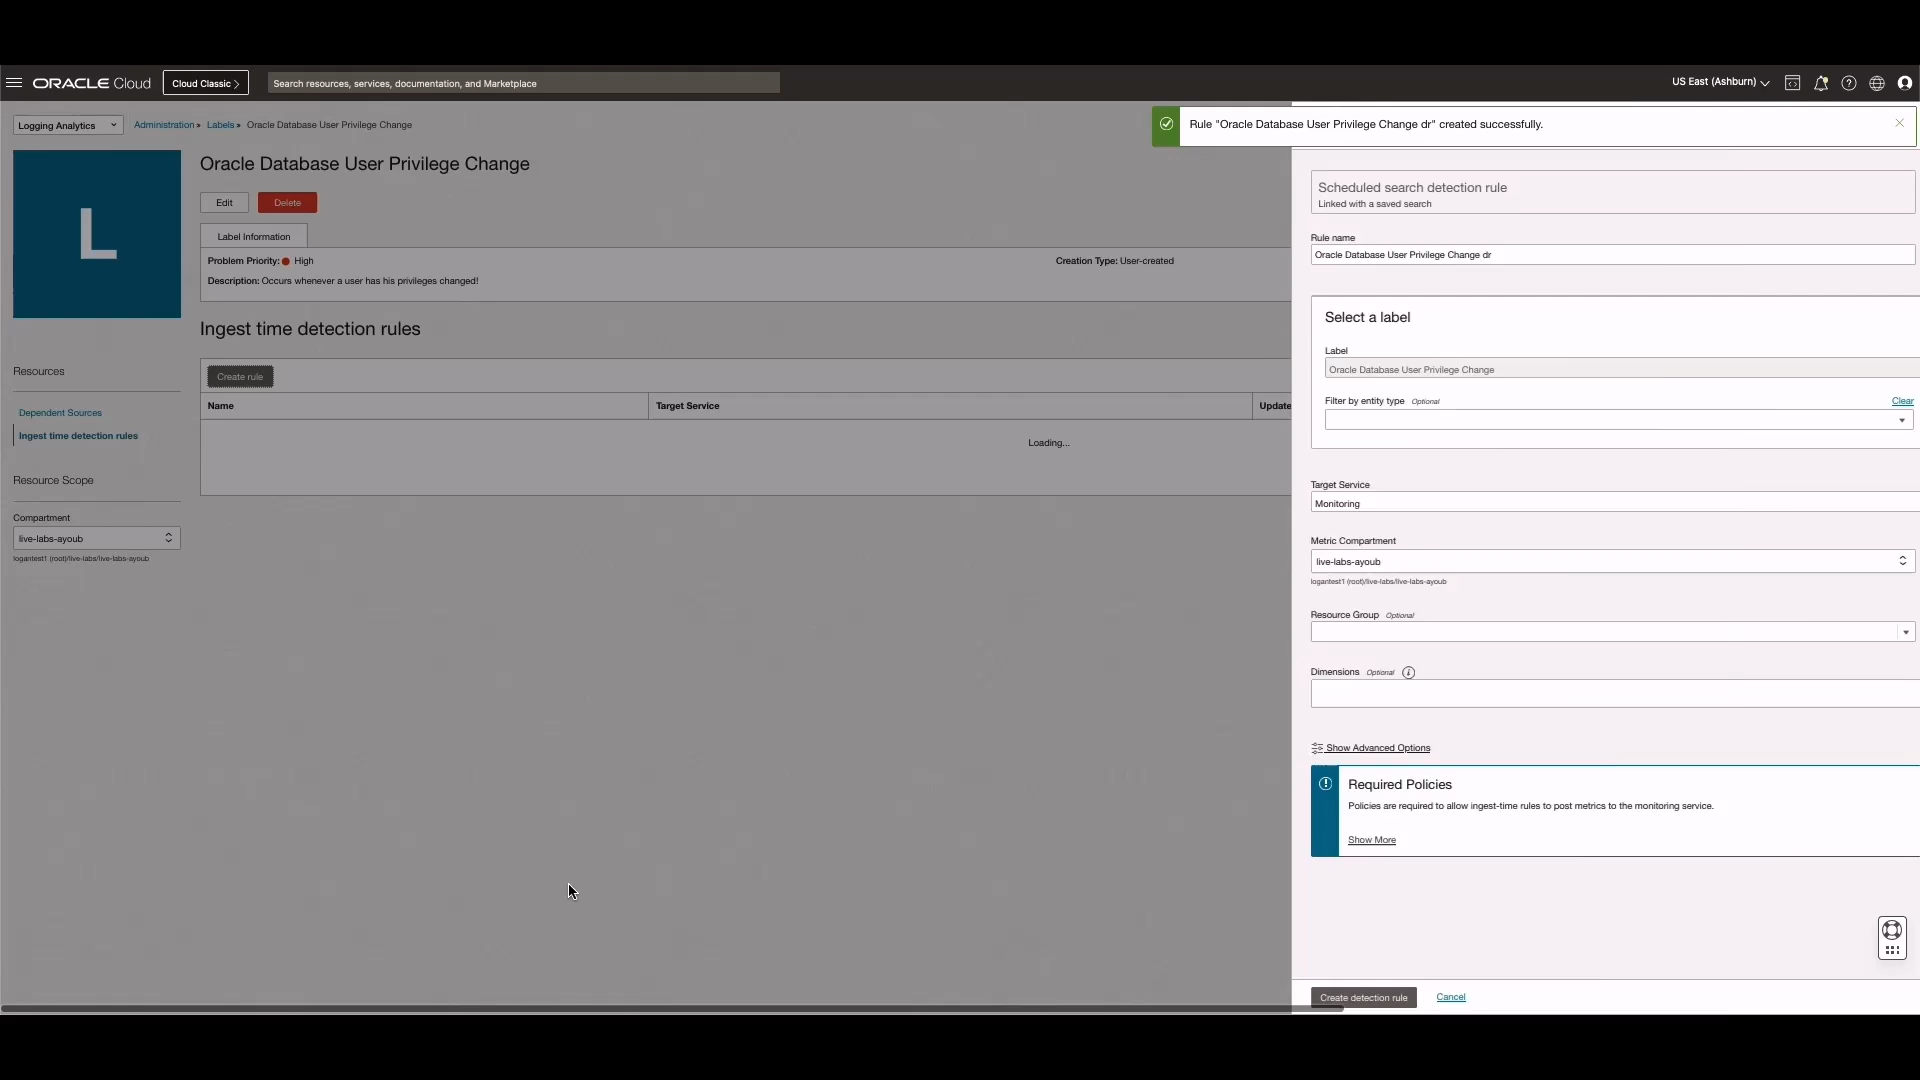 ORACLE Cloud
Cloud Classic
Search resources, services, documentation, and Marketplace
US East (Ashburn)
Logging Analytics
Administration » Labels » Oracle Database User Privilege Change
Rule "Oracle Database User Privilege Change dr" created successfully.
L
Oracle Database User Privilege Change
Edit
Delete
Label Information
Problem Priority: High
Creation Type: User-created
Description: Occurs whenever a user has his privileges changed!
Ingest time detection rules
Create rule
Name
Target Service
Update
Loading...
Resources
Dependent Sources
Ingest time detection rules
Resource Scope
Compartment
live-labs-ayoub
logantest1 (root)/live-labs/live-labs-ayoub
Scheduled search detection rule
Linked with a saved search
Rule name
Oracle Database User Privilege Change dr
Select a label
Label
Oracle Database User Privilege Change
Filter by entity type Optional
Clear
Target Service
Monitoring
Metric Compartment
live-labs-ayoub
logantest1 (root)/live-labs/live-labs-ayoub
Resource Group Optional
Dimensions Optional
Show Advanced Options
Required Policies
Policies are required to allow ingest-time rules to post metrics to the monitoring service.
Show More
Create detection rule
Cancel